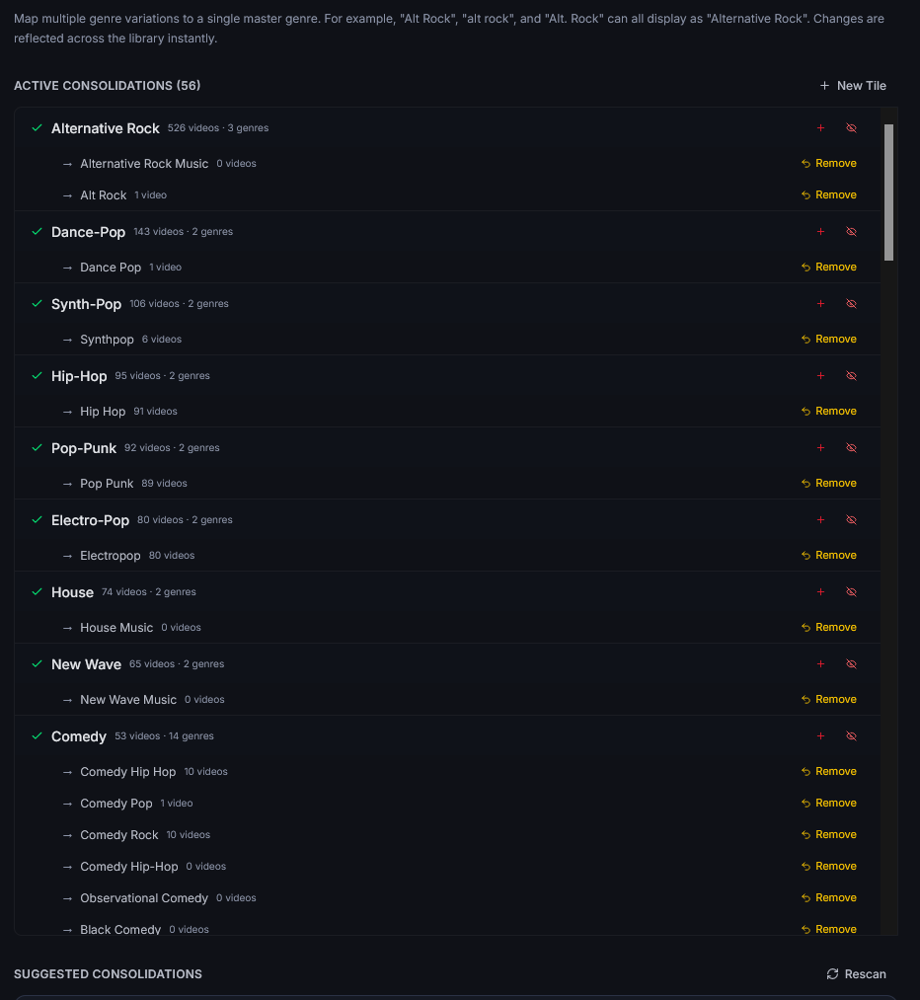 Map multiple genre variations to a single master genre. For example, "Alt Rock", "alt rock", and "Alt. Rock" can all display as "Alternative Rock". Changes are
reflected across the library instantly.
ACTIVE CONSOLIDATIONS (56) + New Tile
Alternative Rock 526 videos · 3 genres
→ Alternative Rock Music 0 videos Remove
→ Alt Rock 1 video Remove
Dance-Pop 143 videos · 2 genres
→ Dance Pop 1 video Remove
Synth-Pop 106 videos · 2 genres
→ Synthpop 6 videos Remove
Hip-Hop 95 videos · 2 genres
→ Hip Hop 91 videos Remove
Pop-Punk 92 videos · 2 genres
→ Pop Punk 89 videos Remove
Electro-Pop 80 videos · 2 genres
→ Electropop 80 videos Remove
House 74 videos · 2 genres
→ House Music 0 videos Remove
New Wave 65 videos · 2 genres
→ New Wave Music 0 videos Remove
Comedy 53 videos · 14 genres
→ Comedy Hip Hop 10 videos Remove
→ Comedy Pop 1 video Remove
→ Comedy Rock 10 videos Remove
→ Comedy Hip-Hop 0 videos Remove
→ Observational Comedy 0 videos Remove
→ Black Comedy 0 videos Remove
SUGGESTED CONSOLIDATIONS Rescan